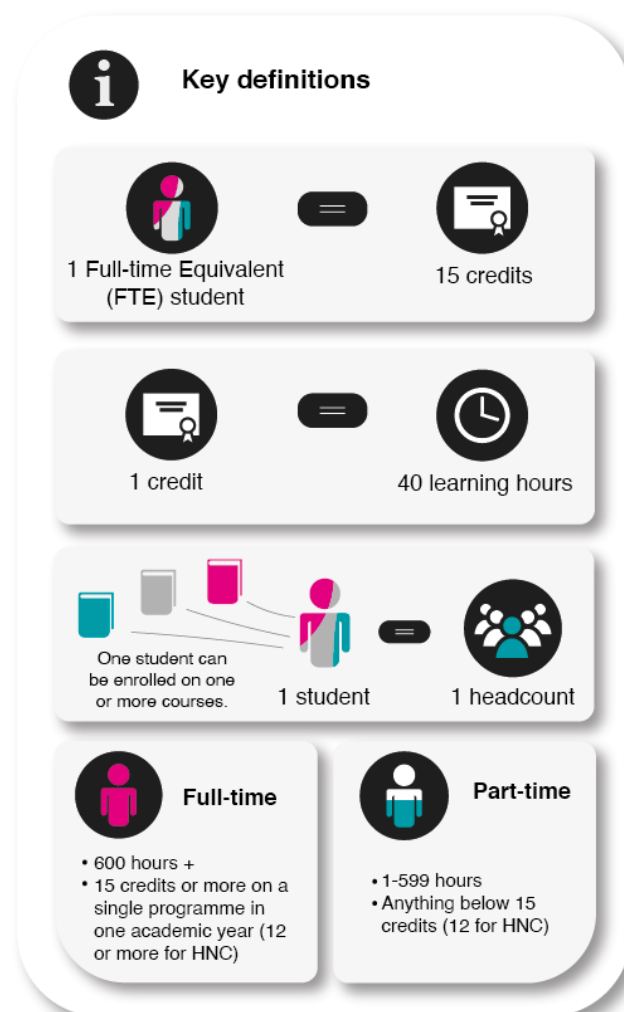 Key definitions
1 Full-time Equivalent
(FTE) student
=
15 credits
1 credit
=
40 learning hours
One student can
be enrolled on one
or more courses.
1 student
=
1 headcount
Full-time
• 600 hours +
• 15 credits or more on a
single programme in
one academic year (12
or more for HNC)
Part-time
• 1-599 hours
• Anything below 15
credits (12 for HNC)